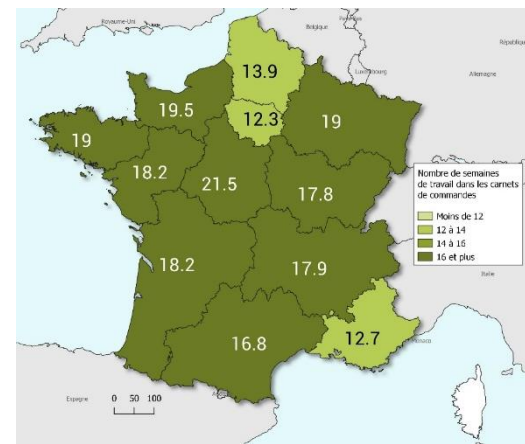 Royaume-Uni
Belgique
République
Luxembourg
Allemagne
13.9
19.5
12.3
19
19
18.2
21.5
17.8
18.2
17.9
16.8
12.7
Nombre de semaines
de travail dans les carnets
de commandes
Moins de 12
12 à 14
14 à 16
16 et plus
Italie
Monaco
Espagne
0 50 100